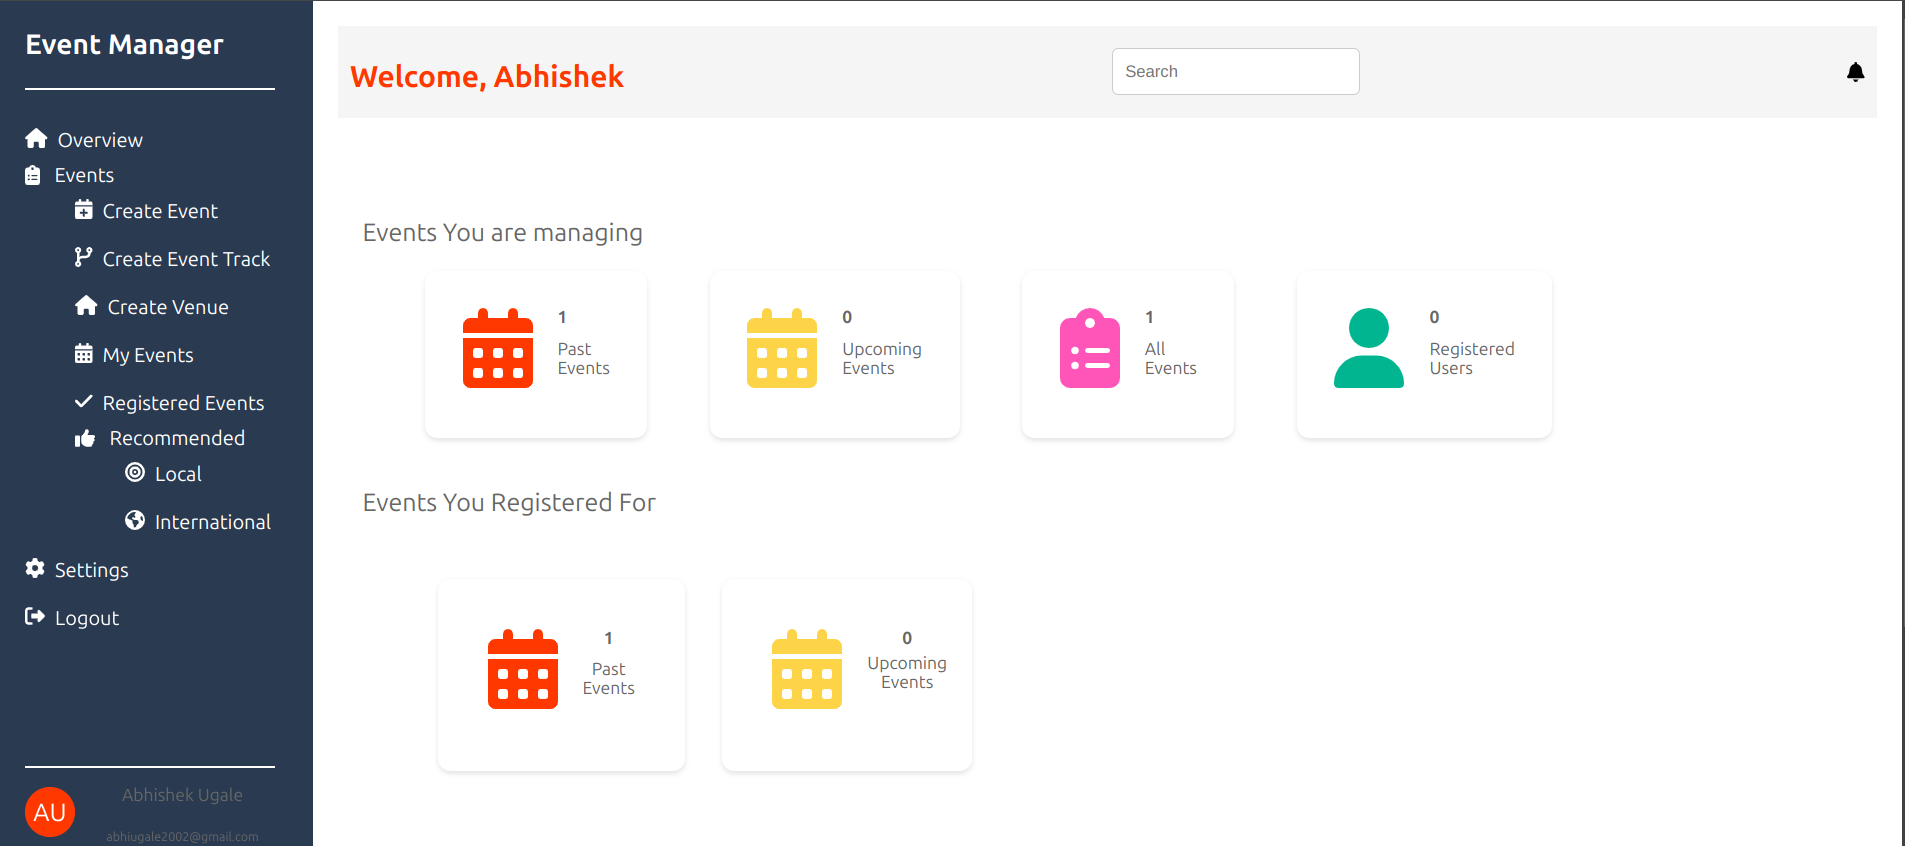 Event Manager
Overview
Events
Create Event
Create Event Track
Create Venue
My Events
Registered Events
Recommended
Local
International
Settings
Logout
AU
Abhishek Ugale
abhiugale2002@gmail.com
Welcome, Abhishek
Search
Events You are managing
1
Past
Events
0
Upcoming
Events
1
All
Events
0
Registered
Users
Events You Registered For
1
Past
Events
0
Upcoming
Events